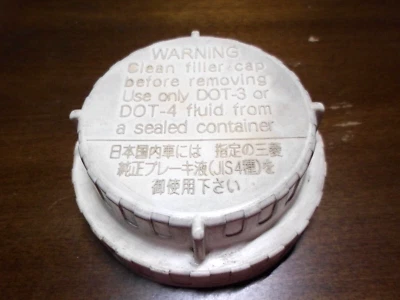 WARNING
Clean filler cap
before removing
Use only DOT-3 or
DOT-4 fluid from
a sealed container
日本国内車には 指定の三菱
純正ブレーキ液(JIS4種)を
御使用下さい